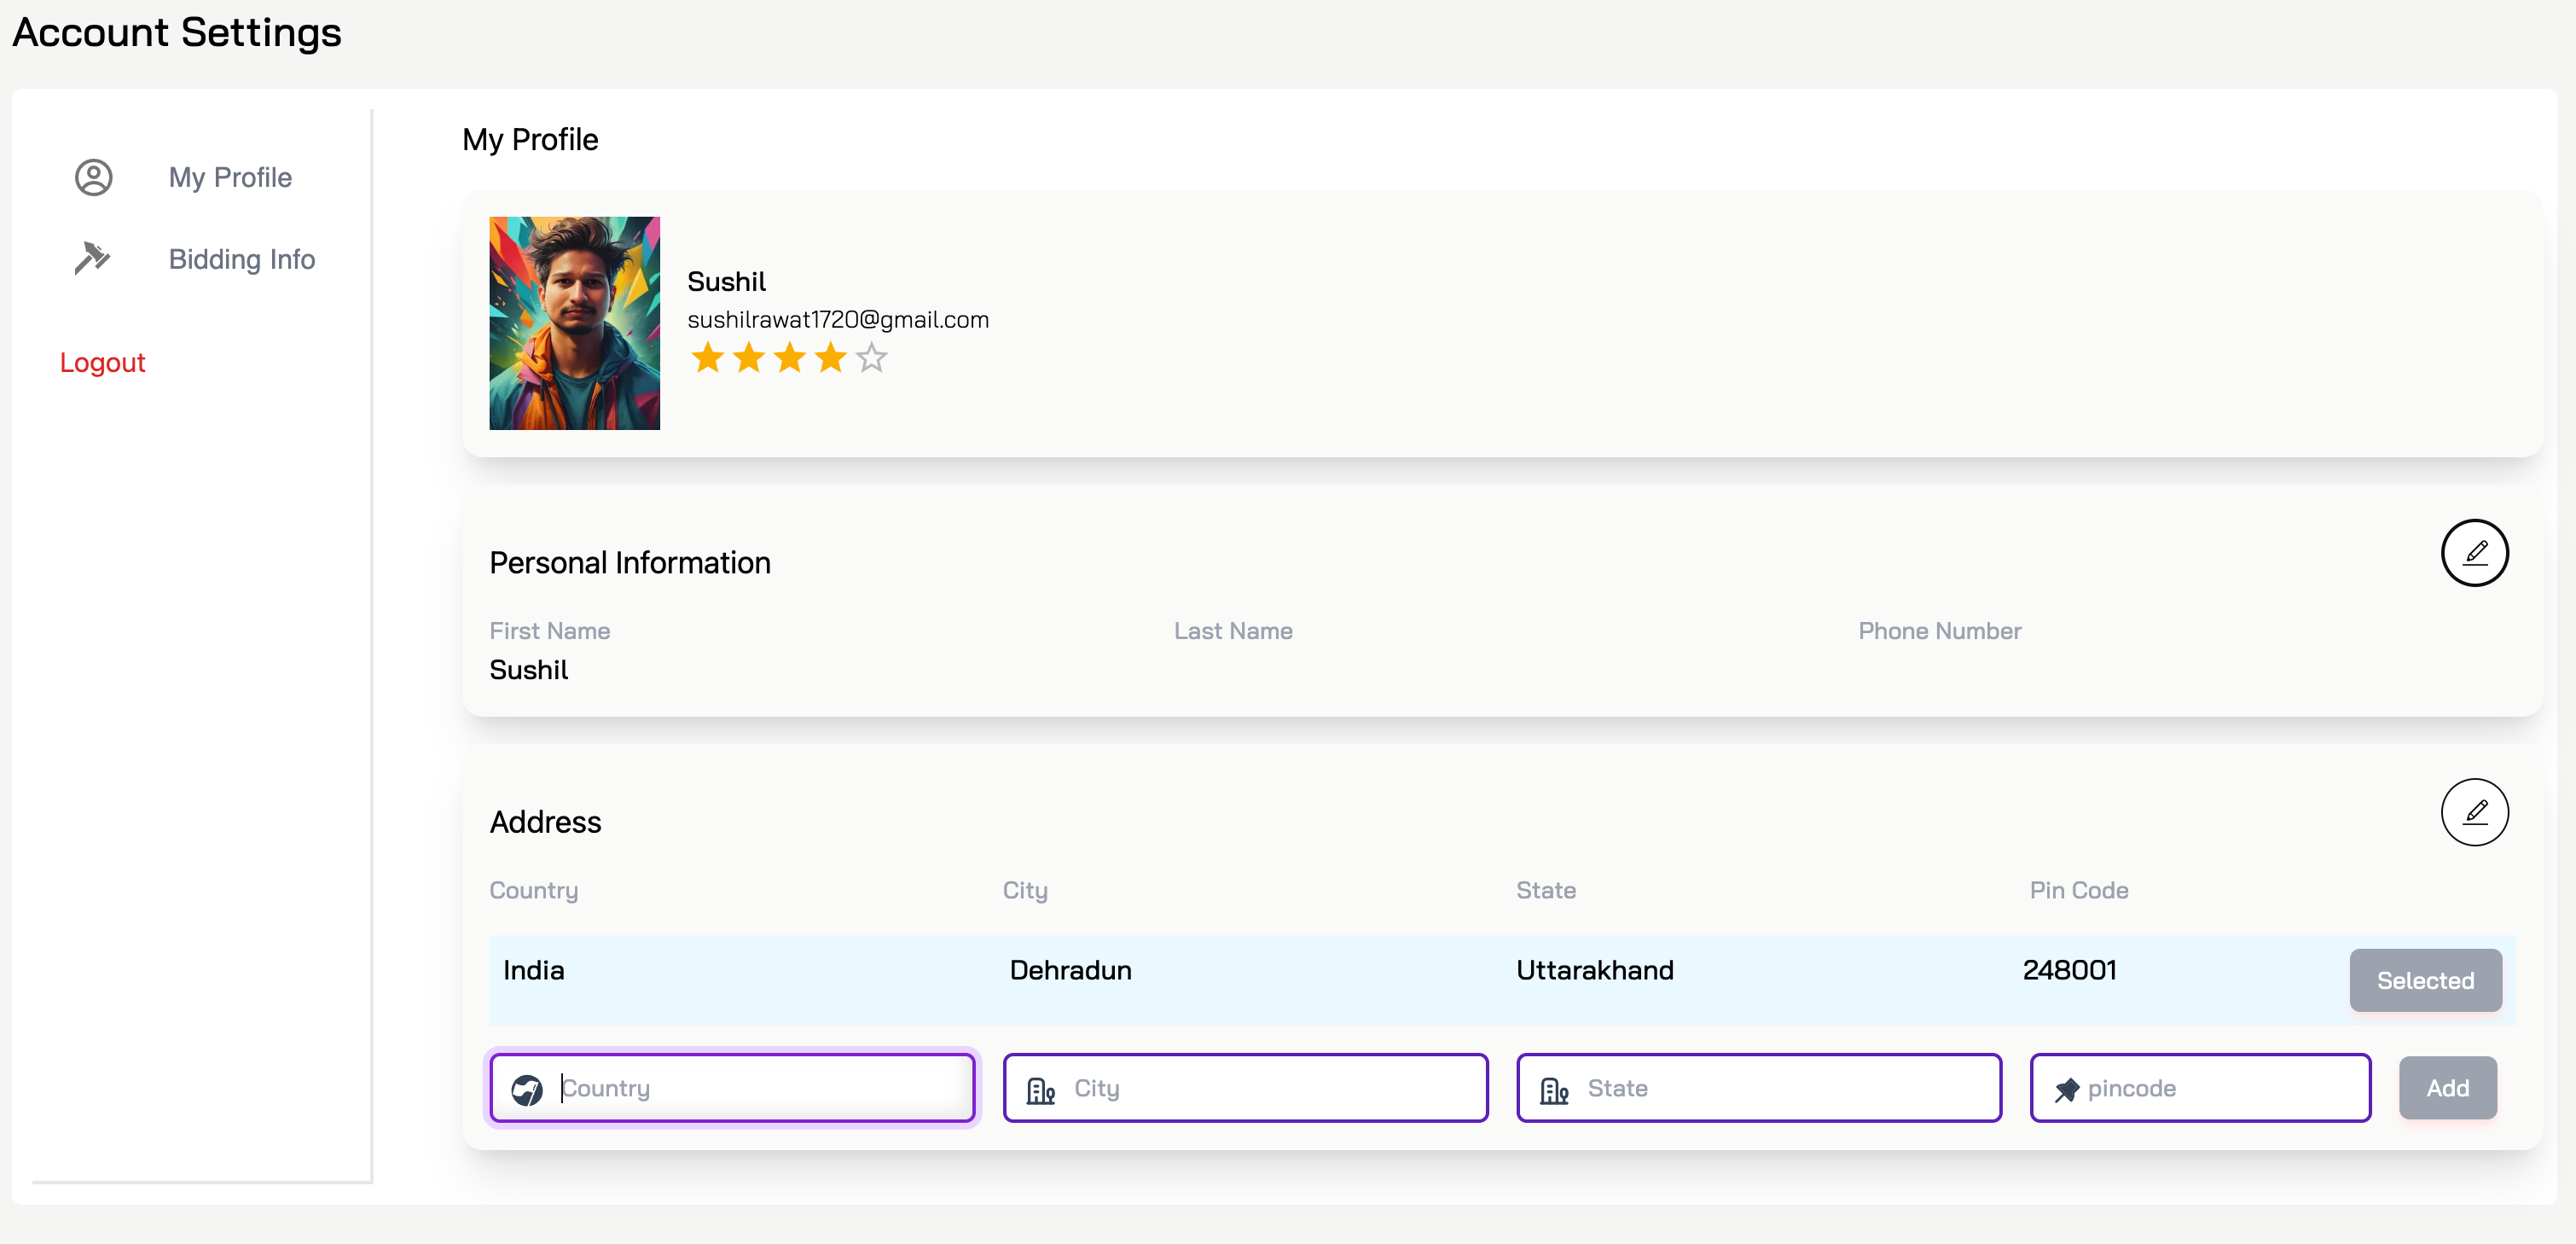 Account Settings
My Profile
Bidding Info
Logout
My Profile
Sushil
sushilrawat1720@gmail.com
Personal Information
First Name Last Name Phone Number
Sushil
Address
Country City State Pin Code
India Dehradun Uttarakhand 248001 Selected
Country City State pincode Add